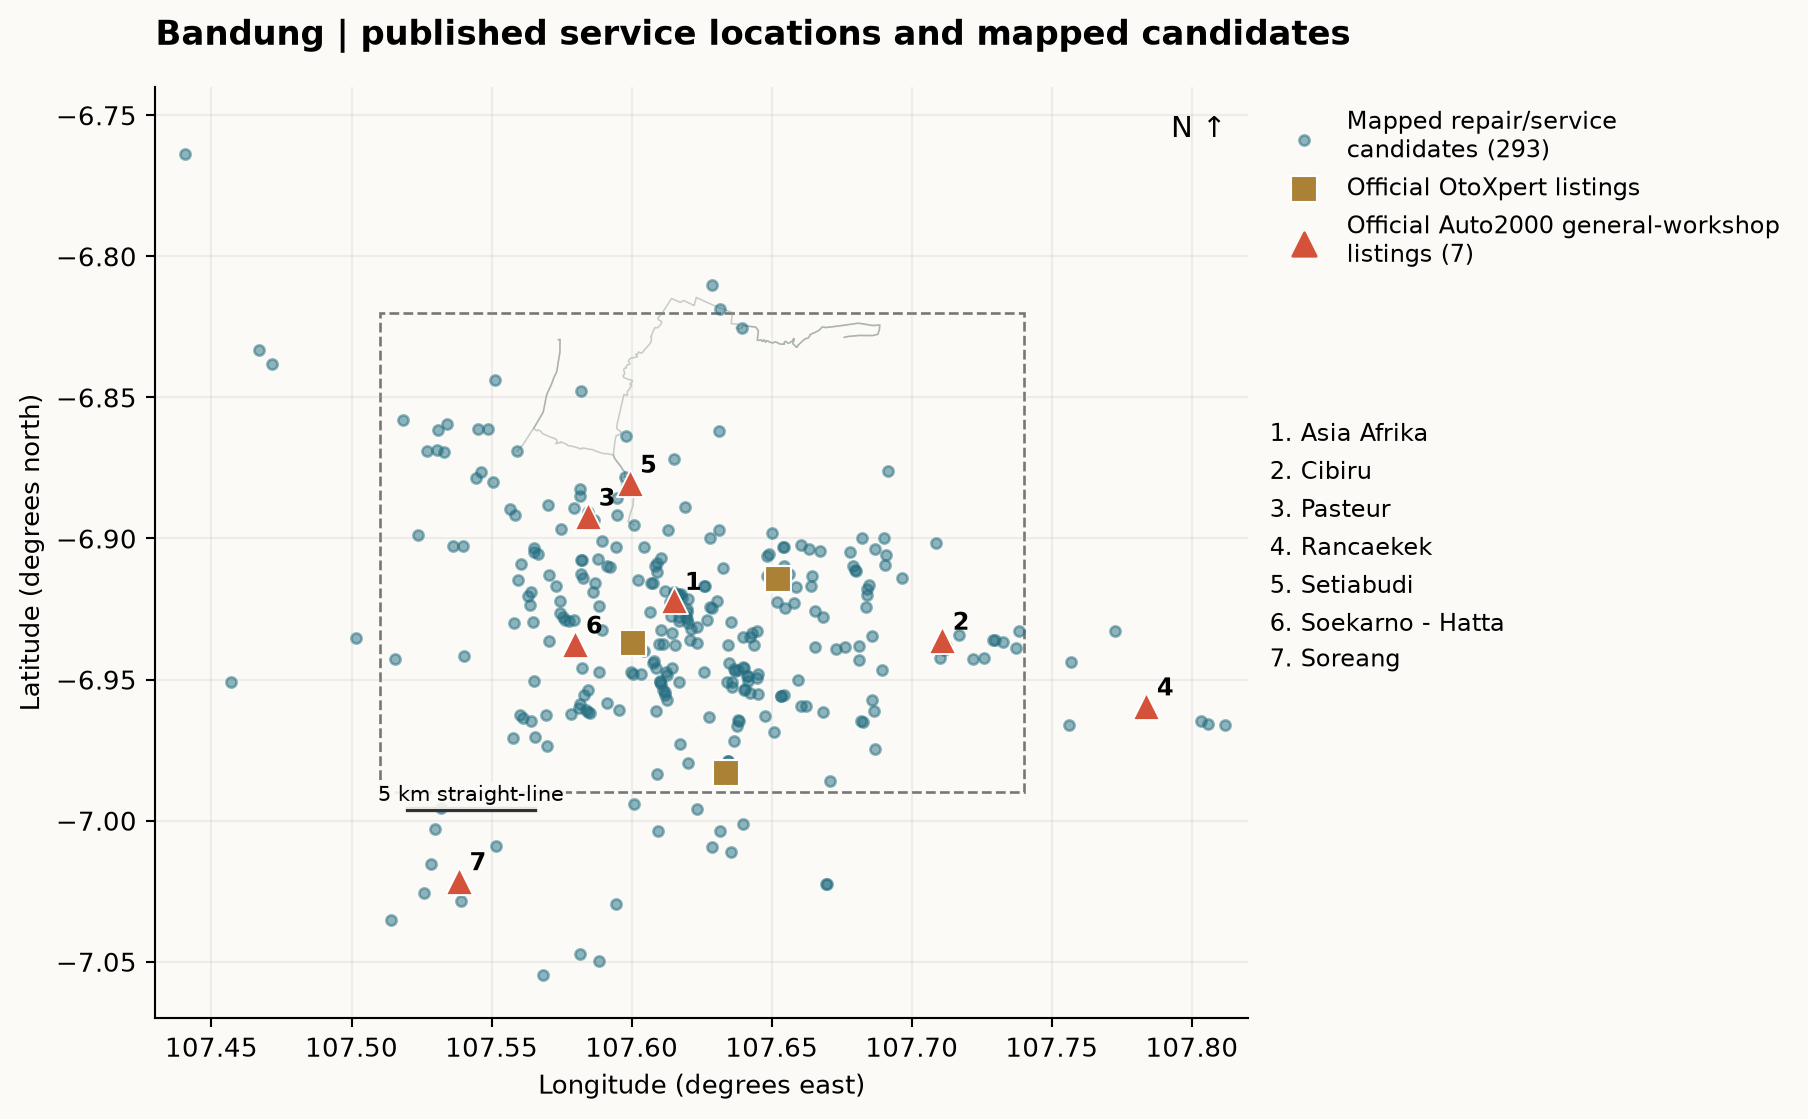 Bandung | published service locations and mapped candidates
N ↑
−6.75
−6.80
−6.85
−6.90
−6.95
−7.00
−7.05
Latitude (degrees north)
5
3
1
6
2
4
7
5 km straight-line
107.45
107.50
107.55
107.60
107.65
107.70
107.75
107.80
Longitude (degrees east)
Mapped repair/service
candidates (293)
Official OtoXpert listings
Official Auto2000 general-workshop
listings (7)
1. Asia Afrika
2. Cibiru
3. Pasteur
4. Rancaekek
5. Setiabudi
6. Soekarno - Hatta
7. Soreang